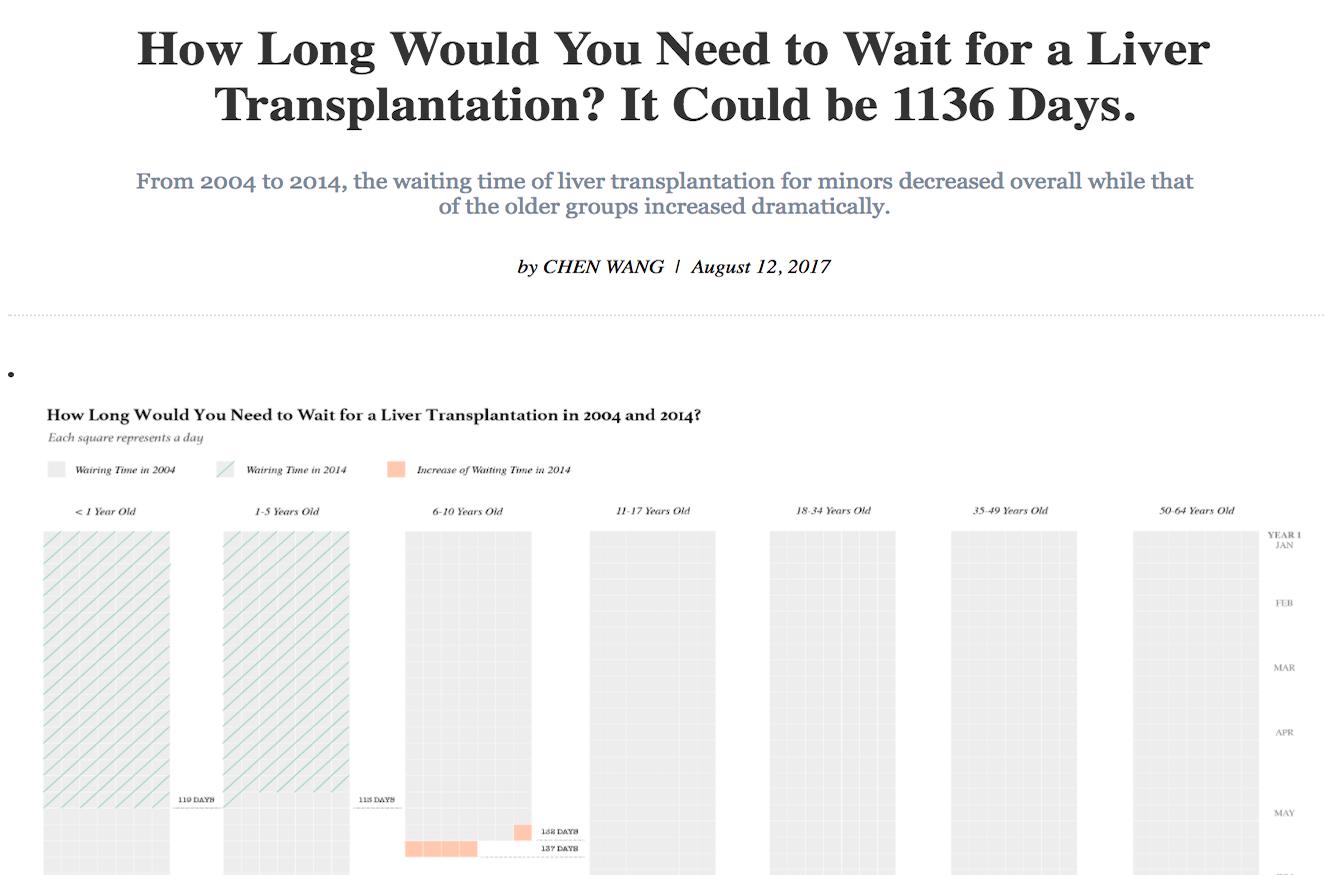 How Long Would You Need to Wait for a Liver
Transplantation? It Could be 1136 Days.
From 2004 to 2014, the waiting time of liver transplantation for minors decreased overall while that
of the older groups increased dramatically.
by CHEN WANG | August 12, 2017
How Long Would You Need to Wait for a Liver Transplantation in 2004 and 2014?
Each square represents a day
Wairing Time in 2004 Wairing Time in 2014 Increase of Waiting Time in 2014
< 1 Year Old 1-5 Years Old 6-10 Years Old 11-17 Years Old 18-34 Years Old 35-49 Years Old 50-64 Years Old
YEAR 1
JAN
FEB
MAR
APR
119 DAYS 113 DAYS
MAY
132 DAYS
137 DAYS